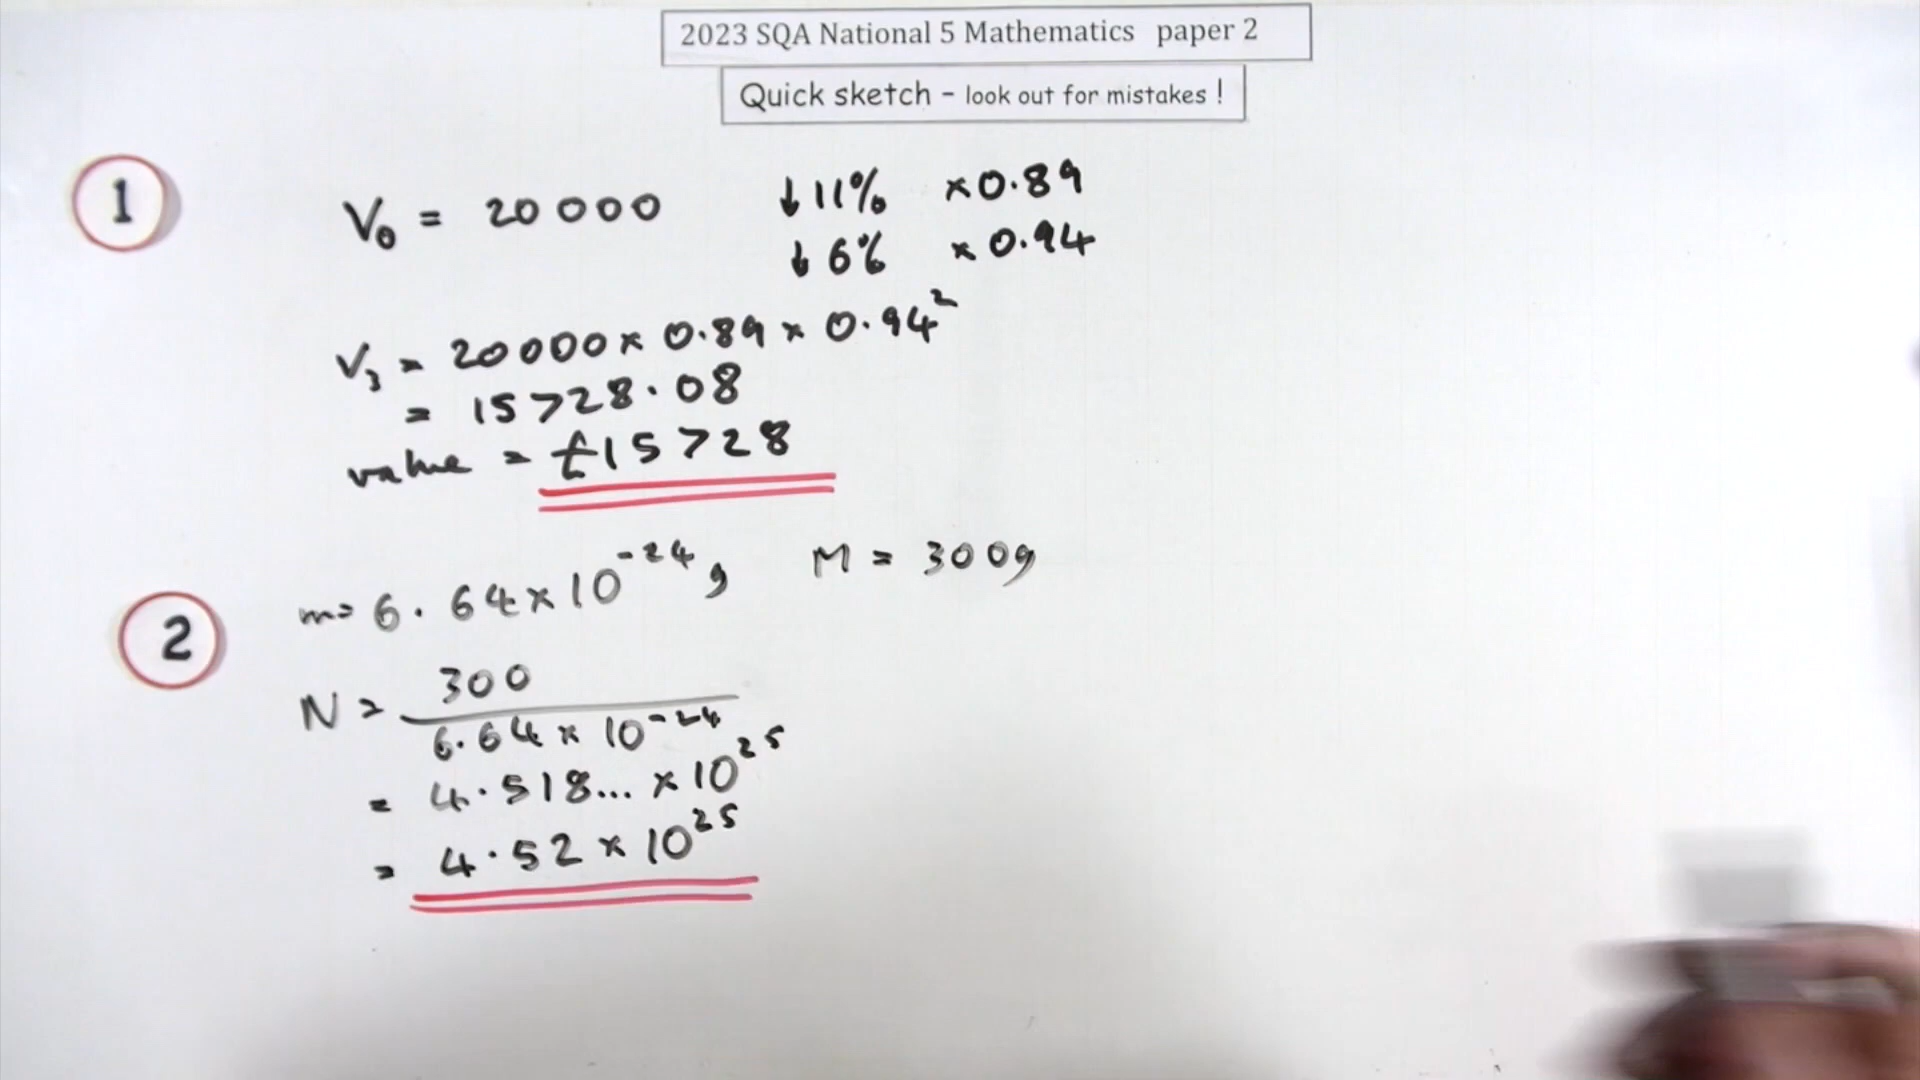 2023 SQA National 5 Mathematics paper 2
Quick sketch - look out for mistakes !
1
V₀ = 20 000 ↓ 11% × 0.89
↓ 6% × 0.94
V₃ = 20000 × 0.89 × 0.94²
= 15728.08
value = £15728
2
m = 6.64 × 10⁻²⁴ g M = 300g
N = 300
6.64 × 10⁻²⁴
= 4.518... × 10²⁵
= 4.52 × 10²⁵